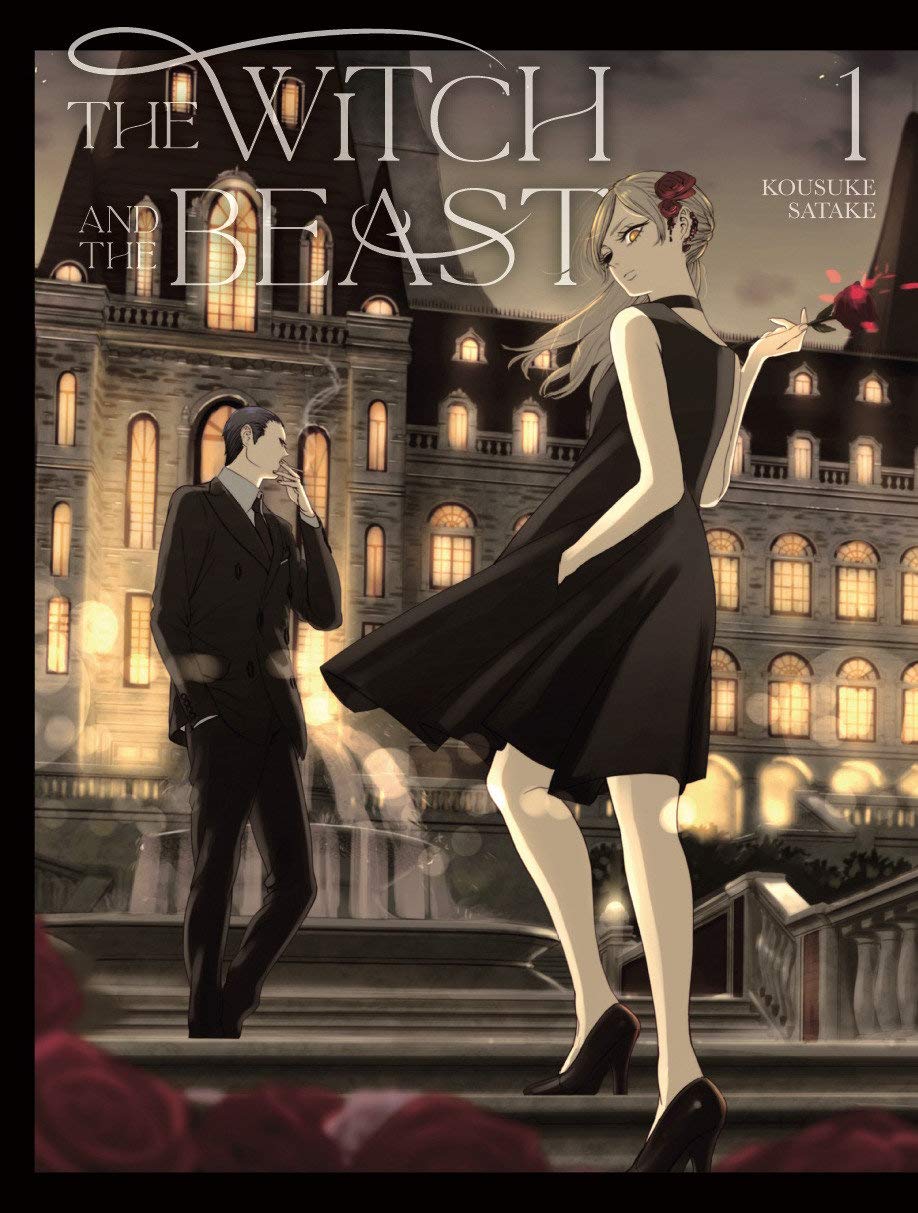 THE WITCH
AND THE BEAST
1
KOUSUKE
SATAKE